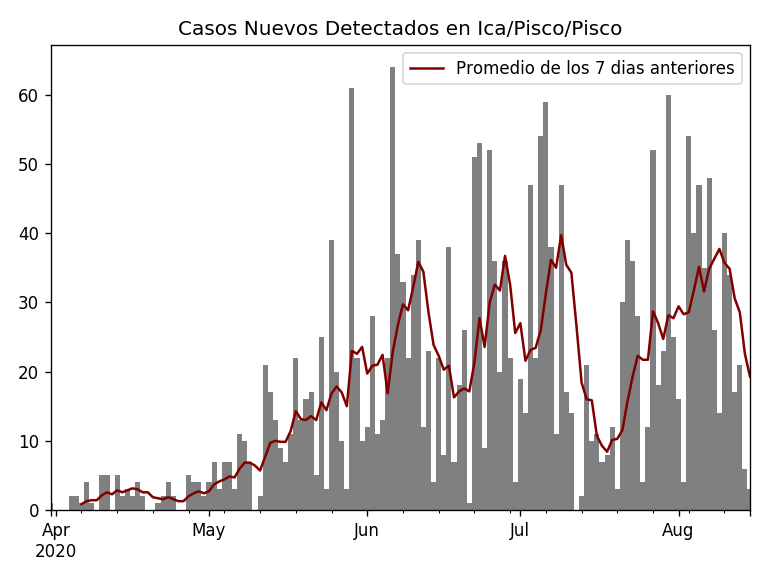 Casos Nuevos Detectados en Ica/Pisco/Pisco
Promedio de los 7 dias anteriores
60
50
40
30
20
10
0
Apr May Jun Jul Aug
2020